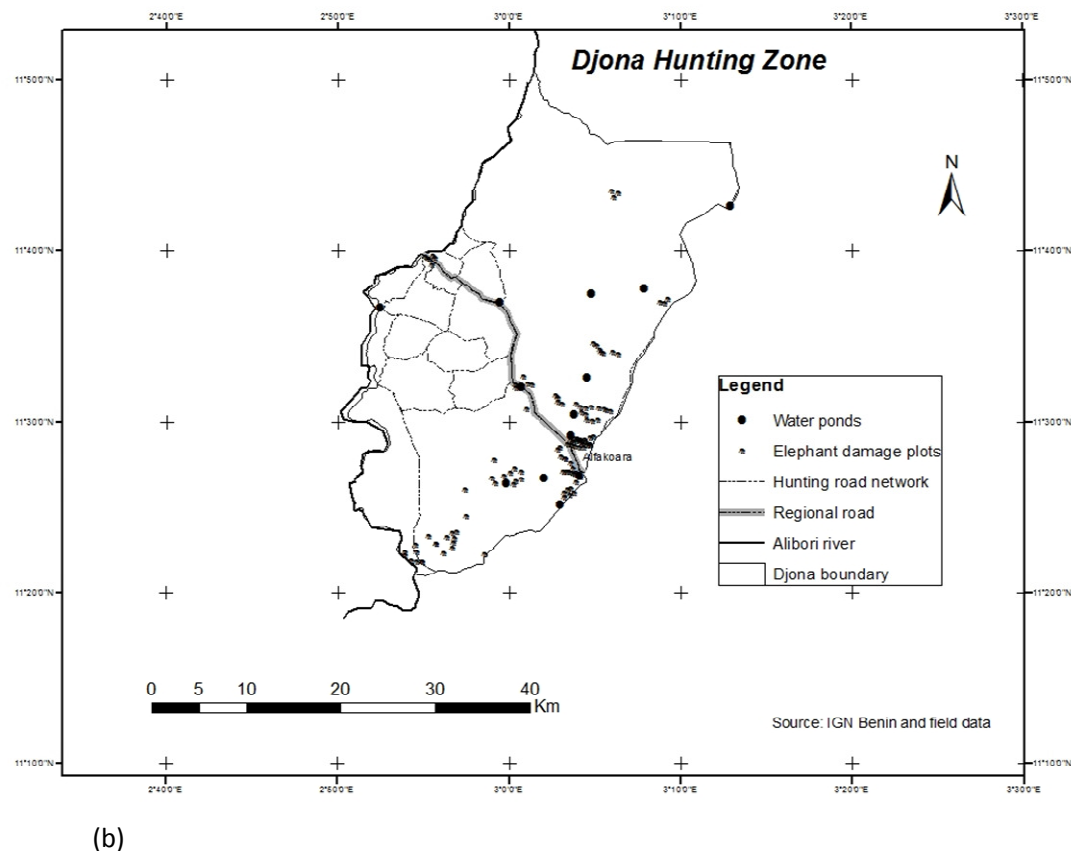 2°40'0"E 2°50'0"E 3°0'0"E 3°10'0"E 3°20'0"E 3°30'0"E
Djona Hunting Zone
11°50'0"N 11°50'0"N
N
11°40'0"N 11°40'0"N
Legend
Water ponds
11°30'0"N 11°30'0"N
Elephant damage plots
Alfakoara
Hunting road network
Regional road
Alibori river
Djona boundary
11°20'0"N 11°20'0"N
0 5 10 20 30 40
Km
Source: IGN Benin and field data
11°10'0"N 11°10'0"N
2°40'0"E 2°50'0"E 3°0'0"E 3°10'0"E 3°20'0"E 3°30'0"E
(b)